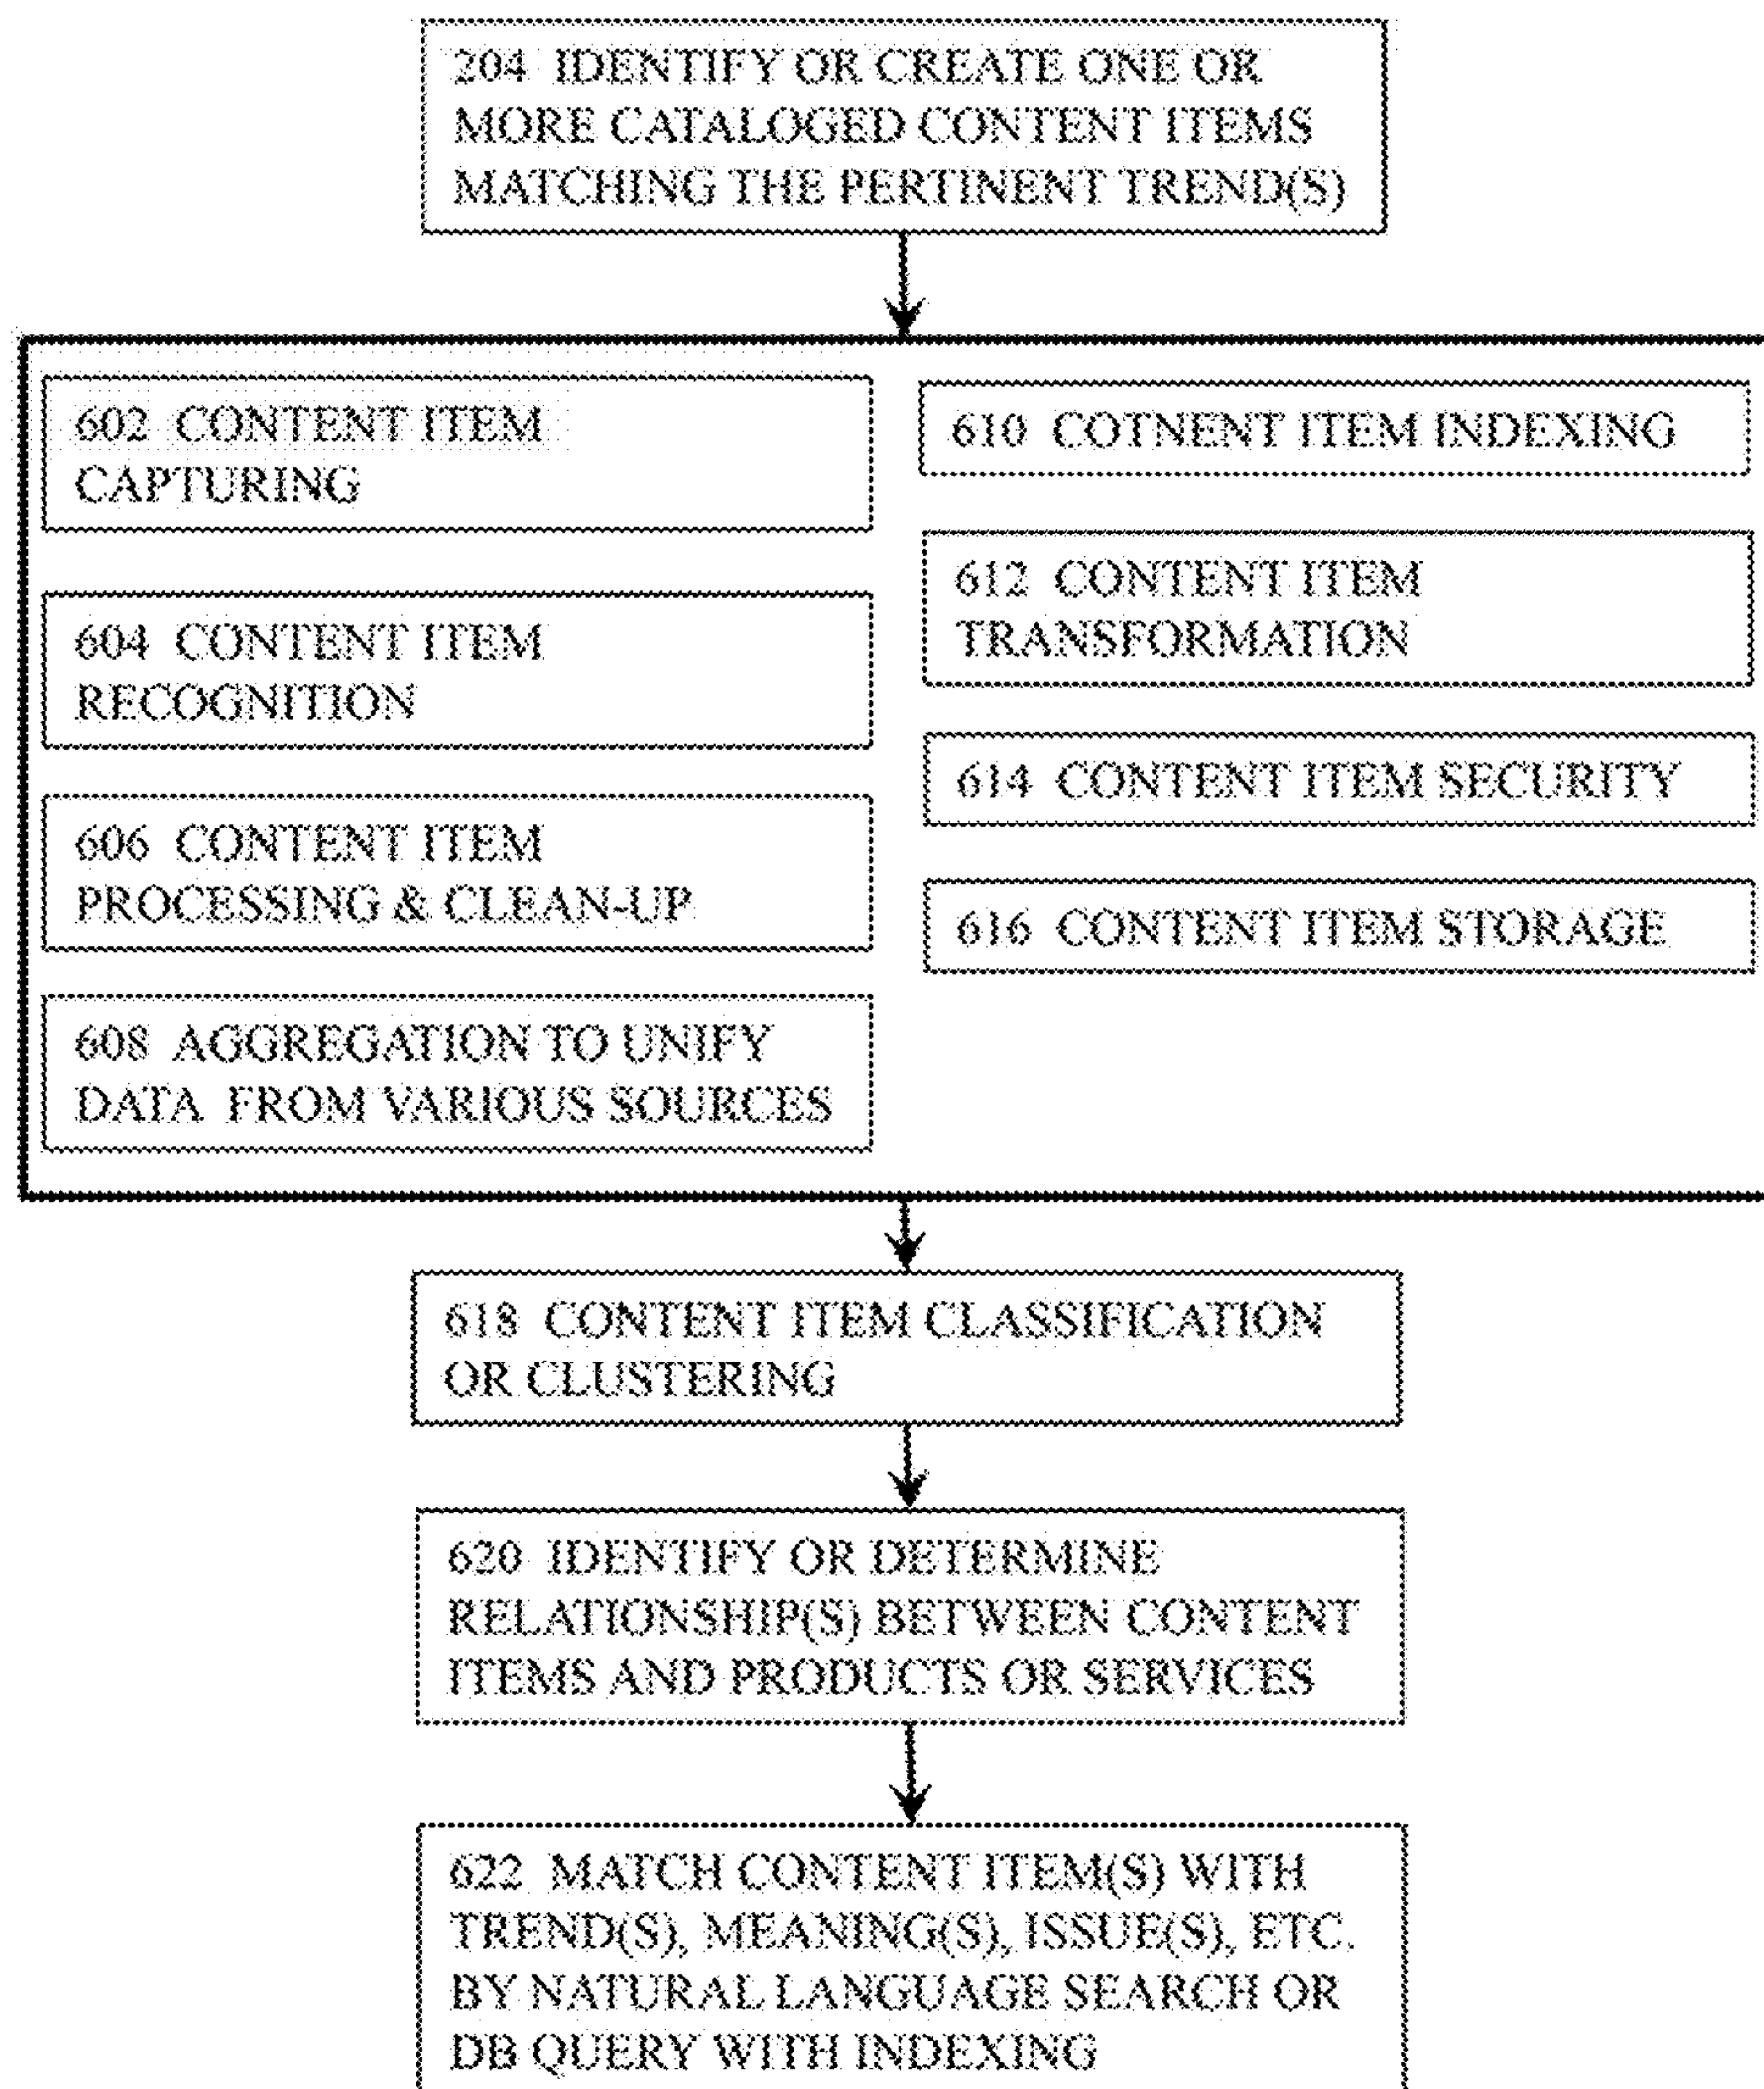 204 IDENTIFY OR CREATE ONE OR
MORE CATALOGED CONTENT ITEMS
MATCHING THE PERTINENT TREND(S)
602 CONTENT ITEM
CAPTURING
604 CONTENT ITEM
RECOGNITION
606 CONTENT ITEM
PROCESSING & CLEAN-UP
608 AGGREGATION TO UNIFY
DATA FROM VARIOUS SOURCES
610 COTNENT ITEM INDEXING
612 CONTENT ITEM
TRANSFORMATION
614 CONTENT ITEM SECURITY
616 CONTENT ITEM STORAGE
618 CONTENT ITEM CLASSIFICATION
OR CLUSTERING
620 IDENTIFY OR DETERMINE
RELATIONSHIP(S) BETWEEN CONTENT
ITEMS AND PRODUCTS OR SERVICES
622 MATCH CONTENT ITEM(S) WITH
TREND(S), MEANING(S), ISSUE(S), ETC.
BY NATURAL LANGUAGE SEARCH OR
DB QUERY WITH INDEXING